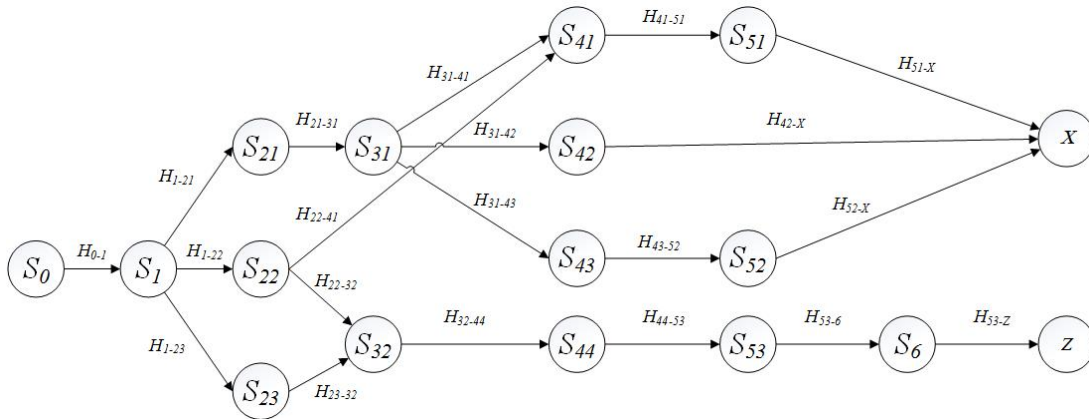 S41
H41-51
S51
H31-41
H51-X
H21-31
H31-42
H42-X
S21
S31
S42
X
H1-21
H31-43
H22-41
H52-X
H0-1
H1-22
H43-52
S0
S1
S22
S43
S52
H22-32
H1-23
H32-44
H44-53
H53-6
H53-Z
S32
S44
S53
S6
Z
S23
H23-32